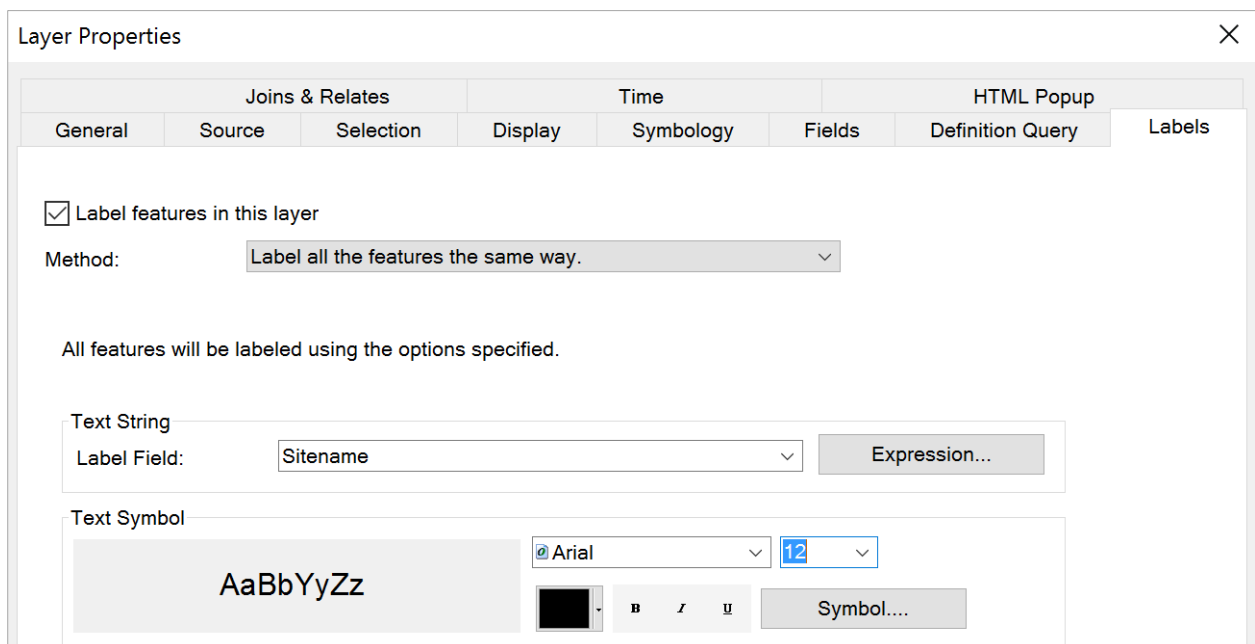 Layer Properties
Joins & Relates Time HTML Popup
General Source Selection Display Symbology Fields Definition Query Labels
Label features in this layer
Method: Label all the features the same way.
All features will be labeled using the options specified.
Text String
Label Field: Sitename Expression...
Text Symbol
AaBbYyZz Arial 12
B I U Symbol....